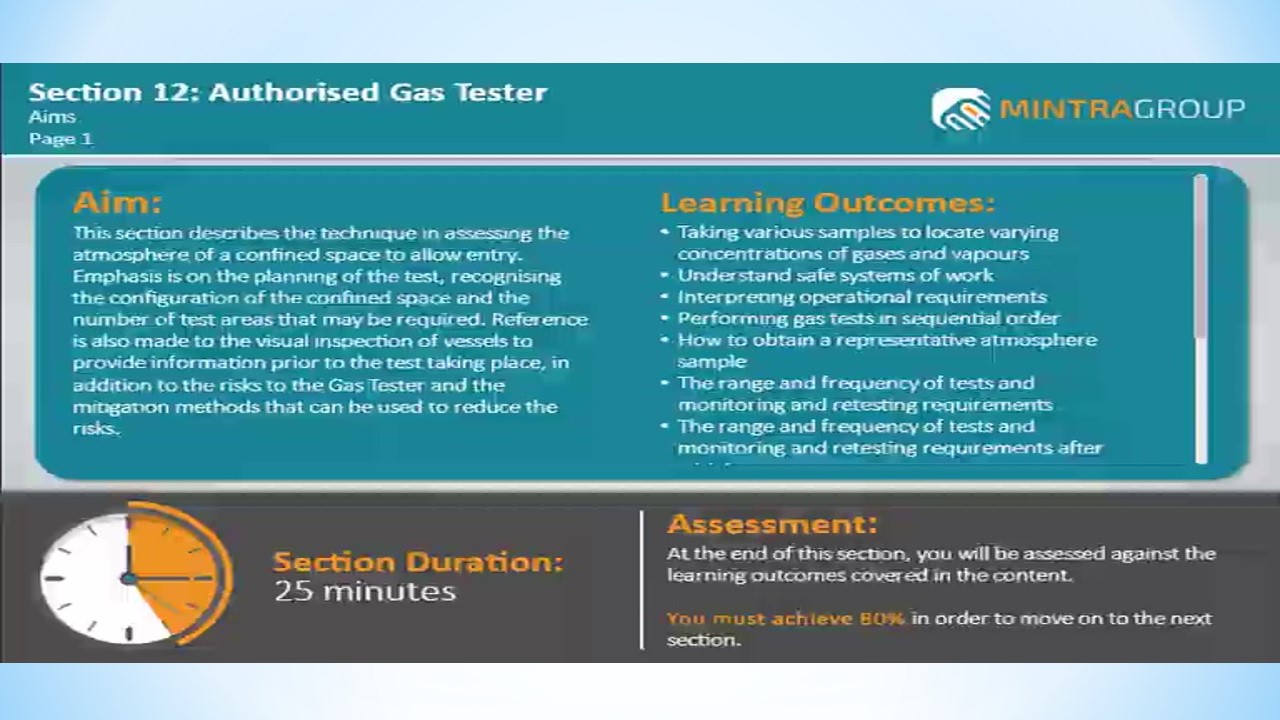 Section 12: Authorised Gas Tester
Aims
Page 1
MINTRAGROUP
Aim:
This section describes the technique in assessing the
atmosphere of a confined space to allow entry.
Emphasis is on the planning of the test, recognising
the configuration of the confined space and the
number of test areas that may be required. Reference
is also made to the visual inspection of vessels to
provide information prior to the test taking place, in
addition to the risks to the Gas Tester and the
mitigation methods that can be used to reduce the
risks.
Learning Outcomes:
• Taking various samples to locate varying
concentrations of gases and vapours
• Understand safe systems of work
• Interpreting operational requirements
• Performing gas tests in sequential order
• How to obtain a representative atmosphere
sample
• The range and frequency of tests and
monitoring and retesting requirements
• The range and frequency of tests and
monitoring and retesting requirements after
Section Duration:
25 minutes
Assessment:
At the end of this section, you will be assessed against the
learning outcomes covered in the content.
You must achieve 80% in order to move on to the next
section.